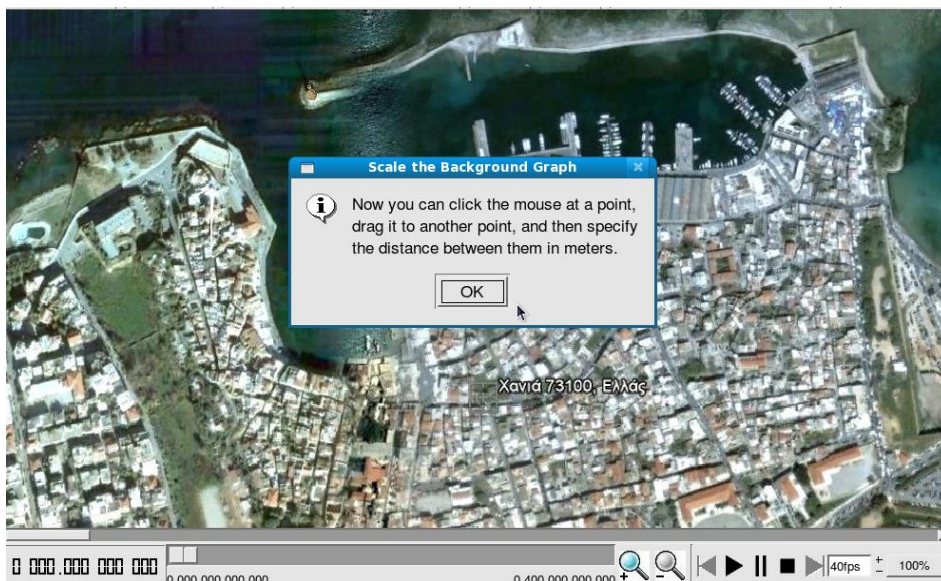 Scale the Background Graph
Now you can click the mouse at a point,
drag it to another point, and then specify
the distance between them in meters.
OK
Χανιά 73100, Ελλάς
0 000.000 000 000
0.000 000 000 000
0.400 000 000 000
40fps
100%